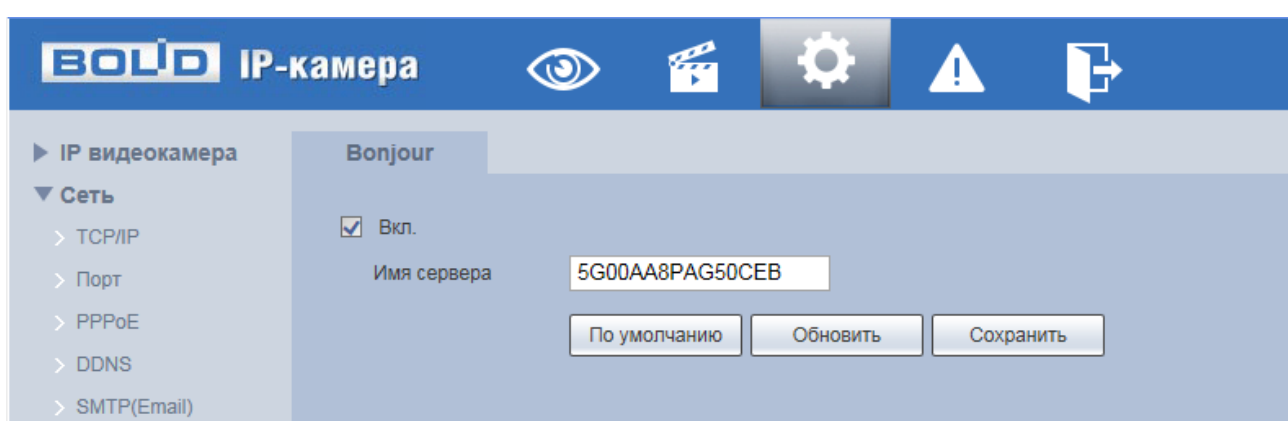 BOLID IP-камера
IP видеокамера
Сеть
TCP/IP
Порт
PPPoE
DDNS
SMTP(Email)
Bonjour
Вкл.
Имя сервера 5G00AA8PAG50CEB
По умолчанию Обновить Сохранить